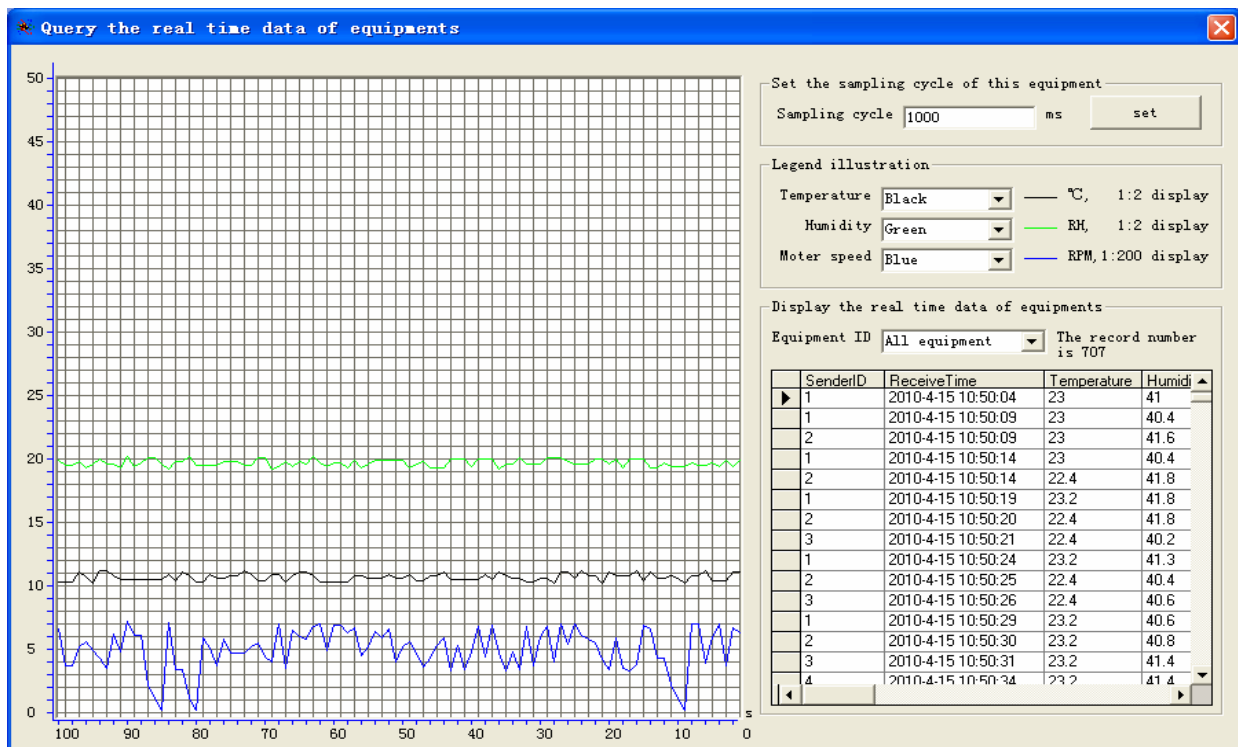 Query the real time data of equipments
50
45
40
35
30
25
20
15
10
5
0
100 90 80 70 60 50 40 30 20 10 0
s
Set the sampling cycle of this equipment
Sampling cycle 1000 ms set
Legend illustration
Temperature Black ℃, 1:2 display
Humidity Green RH, 1:2 display
Moter speed Blue RPM, 1:200 display
Display the real time data of equipments
Equipment ID All equipment The record number
is 707
SenderID ReceiveTime Temperature Humidi
1 2010-4-15 10:50:04 23 41
1 2010-4-15 10:50:09 23 40.4
2 2010-4-15 10:50:09 23 41.6
1 2010-4-15 10:50:14 23 40.4
2 2010-4-15 10:50:14 22.4 41.8
1 2010-4-15 10:50:19 23.2 41.8
2 2010-4-15 10:50:20 22.4 41.8
3 2010-4-15 10:50:21 22.4 40.2
1 2010-4-15 10:50:24 23.2 41.3
2 2010-4-15 10:50:25 22.4 40.4
3 2010-4-15 10:50:26 22.4 40.6
1 2010-4-15 10:50:29 23.2 40.6
2 2010-4-15 10:50:30 23.2 40.8
3 2010-4-15 10:50:31 23.2 41.4
4 2010-4-15 10:50:34 23.2 41.4